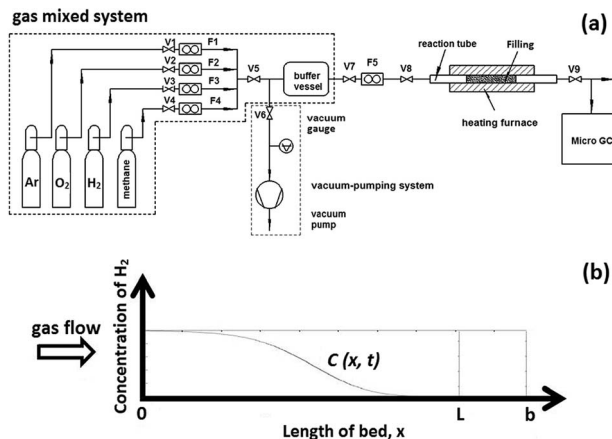 gas mixed system
(a)
V1 F1
V2 F2
V3 F3
V4 F4
V5
buffer
vessel
V7 F5 V8
reaction tube
Filling
V9
heating furnace
Micro GC
V6
vacuum
gauge
vacuum-pumping system
vacuum
pump
Ar
O2
H2
methane
(b)
gas flow
Concentration of H2
C (x, t)
0
L
b
Length of bed, x